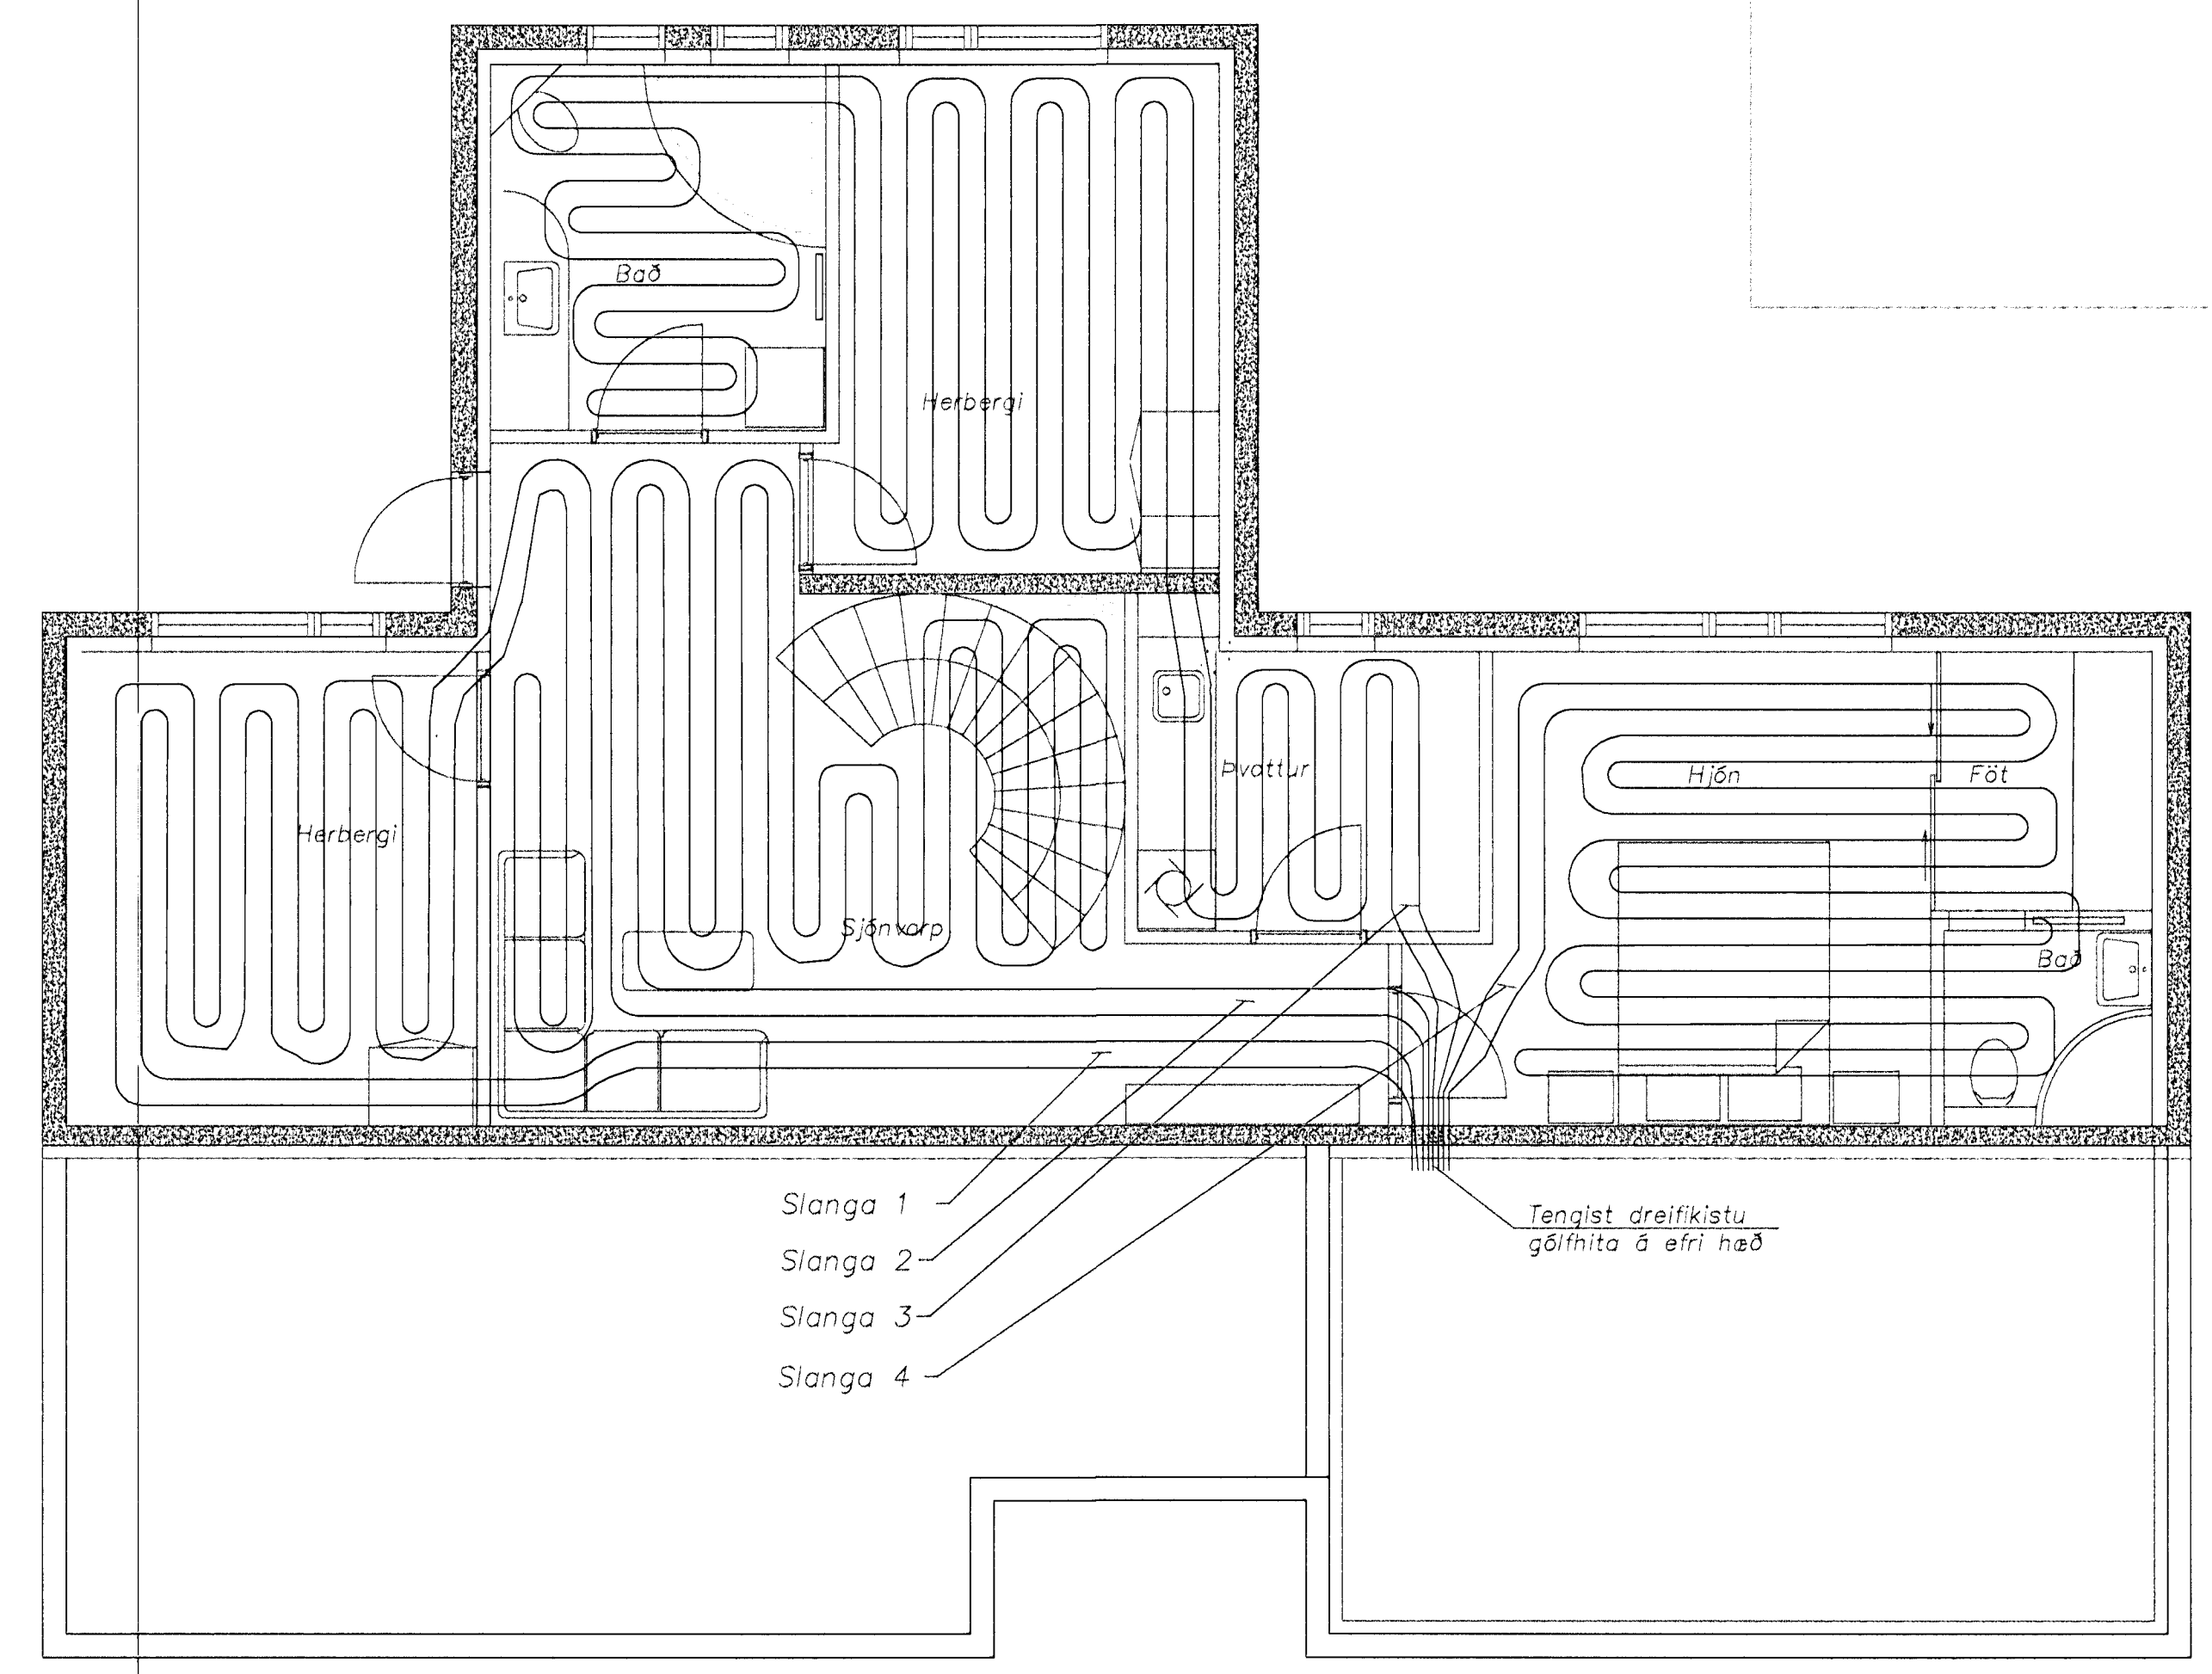 Bað
Herbergi
Þvottur
Hjón
Föt
Herbergi
Sjónvarp
Bað
Slanga 1
Slanga 2
Slanga 3
Slanga 4
Tengist dreifikistu
gólfhita á efri hæð